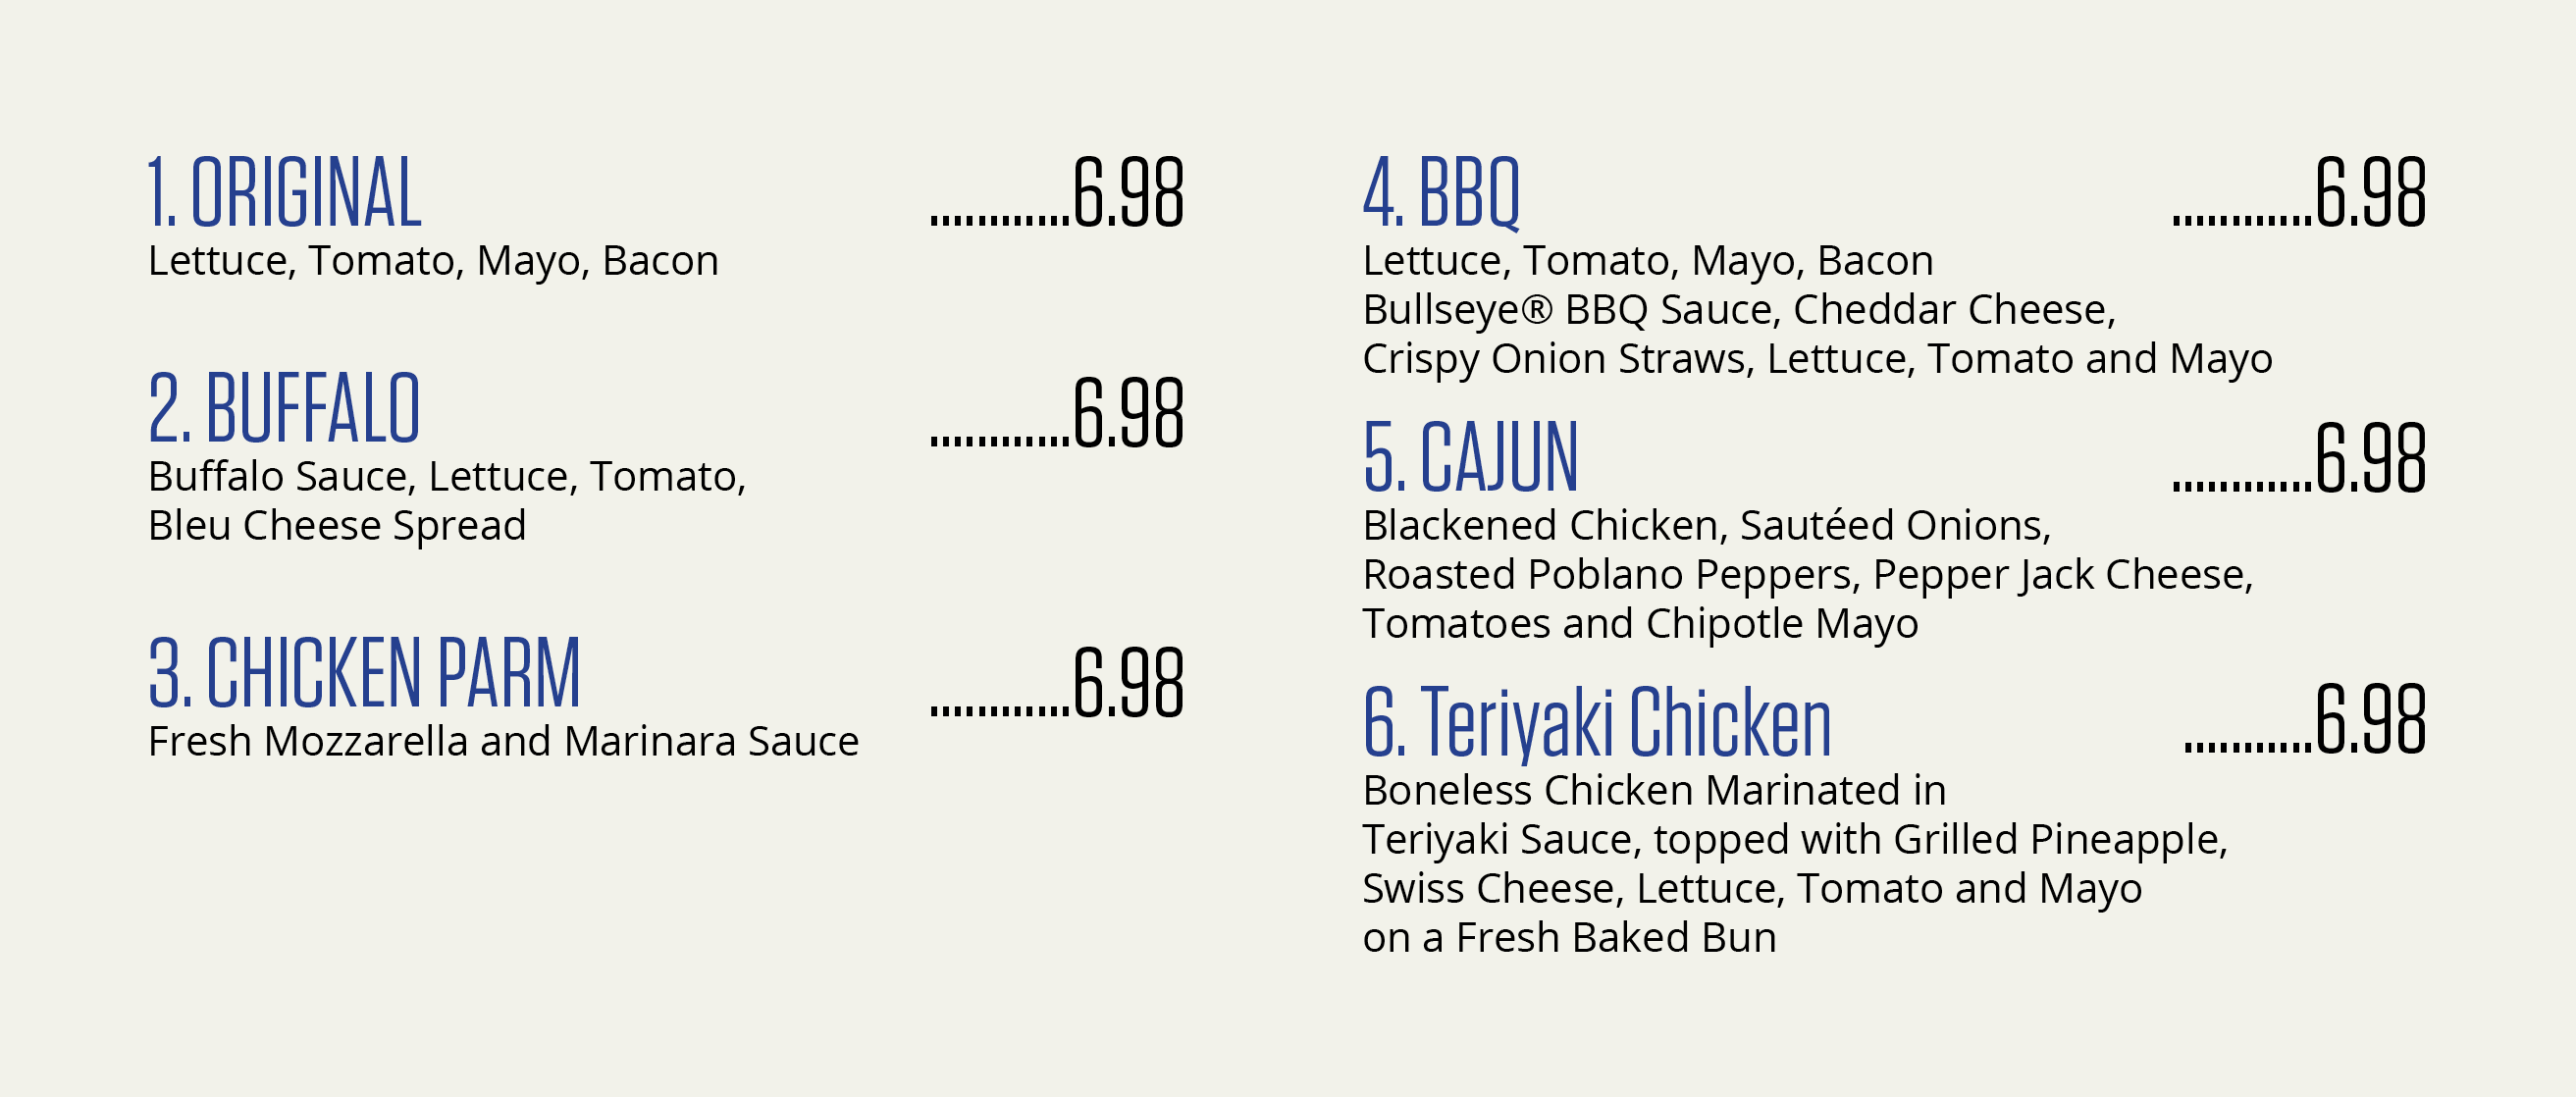 1. ORIGINAL ............6.98
Lettuce, Tomato, Mayo, Bacon
2. BUFFALO ............6.98
Buffalo Sauce, Lettuce, Tomato,
Bleu Cheese Spread
3. CHICKEN PARM ............6.98
Fresh Mozzarella and Marinara Sauce
4. BBQ ............6.98
Lettuce, Tomato, Mayo, Bacon
Bullseye® BBQ Sauce, Cheddar Cheese,
Crispy Onion Straws, Lettuce, Tomato and Mayo
5. CAJUN ............6.98
Blackened Chicken, Sautéed Onions,
Roasted Poblano Peppers, Pepper Jack Cheese,
Tomatoes and Chipotle Mayo
6. Teriyaki Chicken ...........6.98
Boneless Chicken Marinated in
Teriyaki Sauce, topped with Grilled Pineapple,
Swiss Cheese, Lettuce, Tomato and Mayo
on a Fresh Baked Bun